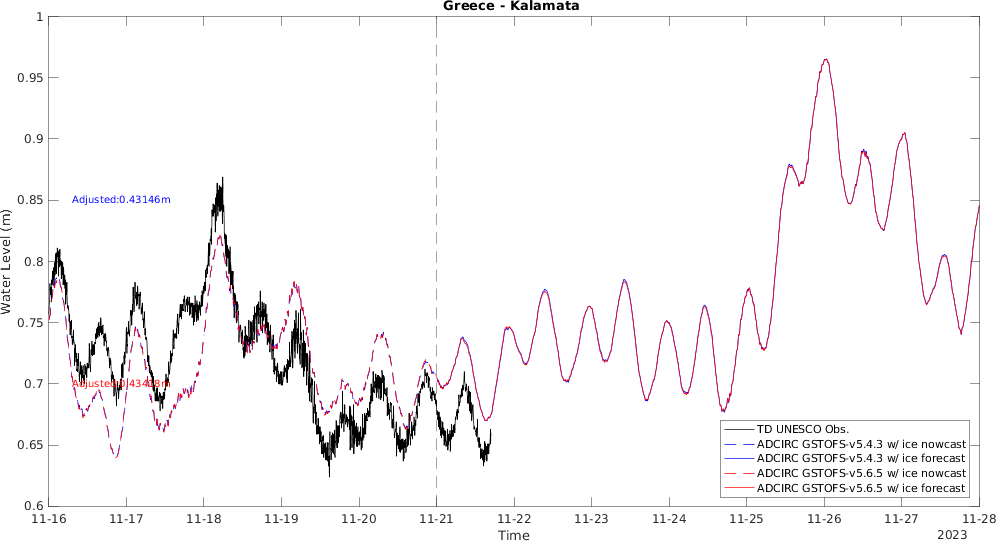 Greece - Kalamata
1
0.95
0.9
0.85
0.8
0.75
0.7
0.65
0.6
Water Level (m)
Adjusted:0.43146m
11-16
11-17
11-18
11-19
11-20
11-21
11-22
11-23
11-24
11-25
11-26
11-27
11-28
Time
2023
TD UNESCO Obs.
ADCIRC GSTOFS-v5.4.3 w/ ice nowcast
ADCIRC GSTOFS-v5.4.3 w/ ice forecast
ADCIRC GSTOFS-v5.6.5 w/ ice nowcast
ADCIRC GSTOFS-v5.6.5 w/ ice forecast